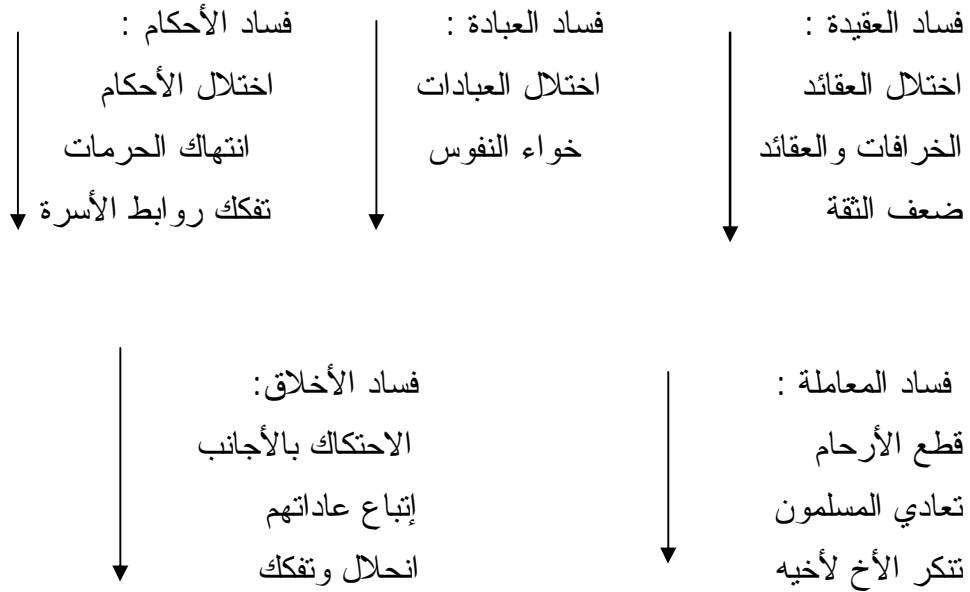 فساد العقيدة :
اختلال العقائد
الخرافات والعقائد
ضعف الثقة
فساد العبادة :
اختلال العبادات
خواء النفوس
فساد الأحكام :
اختلال الأحكام
انتهاك الحرمات
تفكك روابط الأسرة
فساد المعاملة :
قطع الأرحام
تعادي المسلمون
تنكر الأخ لأخيه
فساد الأخلاق:
الاحتكاك بالأجانب
إتباع عاداتهم
انحلال وتفكك